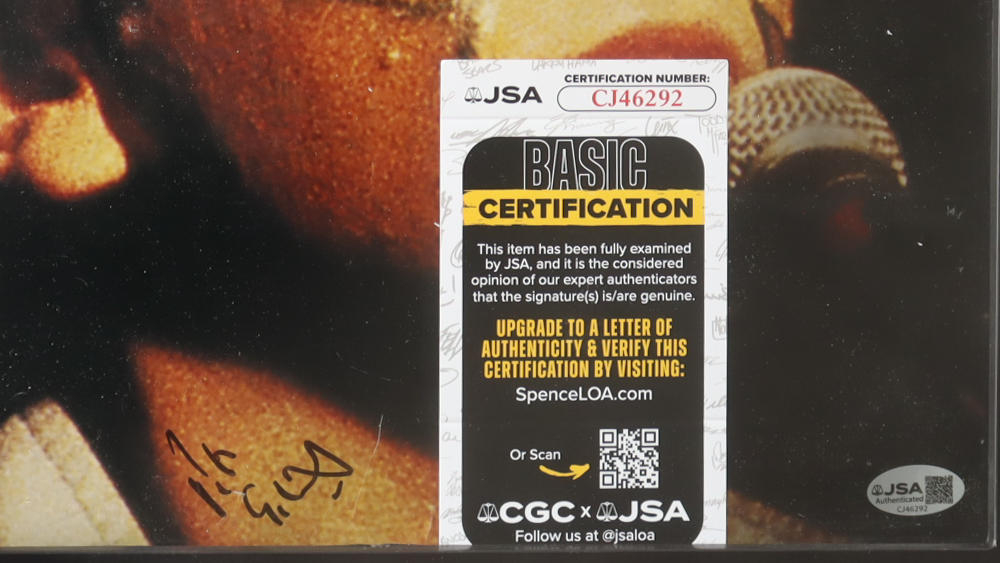 JSA
CERTIFICATION NUMBER:
CJ46292
BASIC
CERTIFICATION
This item has been fully examined
by JSA, and it is the considered
opinion of our expert authenticators
that the signature(s) is/are genuine.
UPGRADE TO A LETTER OF
AUTHENTICITY & VERIFY THIS
CERTIFICATION BY VISITING:
SpenceLOA.com
Or Scan
CGC x JSA
Follow us at @jsaloa
JSA
Authenticated
CJ46292